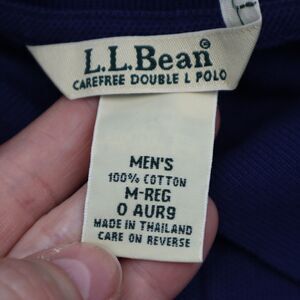 L.L.Bean©
CAREFREE DOUBLE L POLO
MEN'S
100% COTTON
M-REG
0 AUR9
MADE IN THAILAND
CARE ON REVERSE